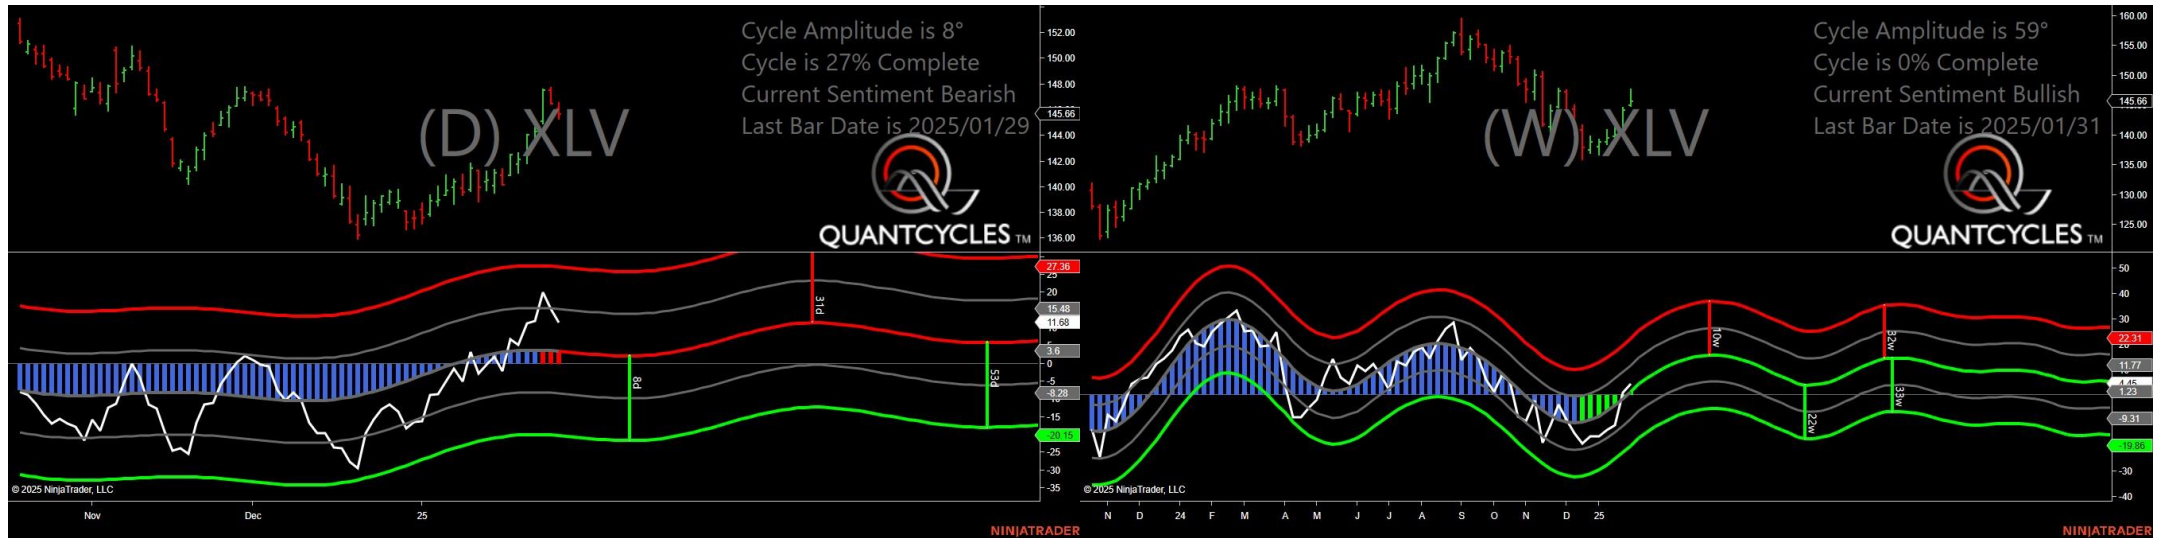 Cycle Amplitude is 8°
Cycle is 27% Complete
Current Sentiment Bearish
Last Bar Date is 2025/01/29
(D) XLV
QUANTCYCLES TM
152.00
150.00
148.00
145.66
144.00
142.00
140.00
138.00
136.00
27.36
25
20
15.48
11.68
3.6
0
-5
-8.28
-15
-20.15
-25
-30
-35
31d
8d
53d
© 2025 NinjaTrader, LLC
Nov Dec 25
NINJATRADER
Cycle Amplitude is 59°
Cycle is 0% Complete
Current Sentiment Bullish
Last Bar Date is 2025/01/31
(W) XLV
QUANTCYCLES TM
160.00
155.00
150.00
145.66
140.00
135.00
130.00
125.00
50
40
30
22.31
11.77
4.45
1.23
-9.31
-19.86
-30
-40
10w
32w
22w
33w
© 2025 NinjaTrader, LLC
N D 24 F M A M J J A S O N D 25
NINJATRADER